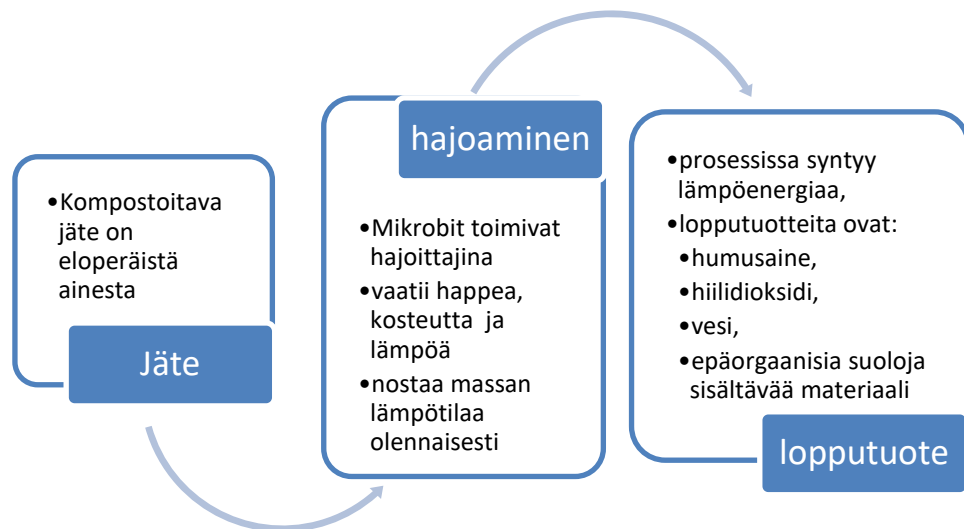 •Kompostoitava
jäte on
eloperäistä
ainesta
Jäte
hajoaminen
•Mikrobit toimivat
hajoittajina
•vaatii happea,
kosteutta ja
lämpöä
•nostaa massan
lämpötilaa
olennaisesti
•prosessissa syntyy
lämpöenergiaa,
•lopputuotteita ovat:
•humusaine,
•hiilidioksidi,
•vesi,
•epäorgaanisia suoloja
sisältävää materiaali
lopputuote